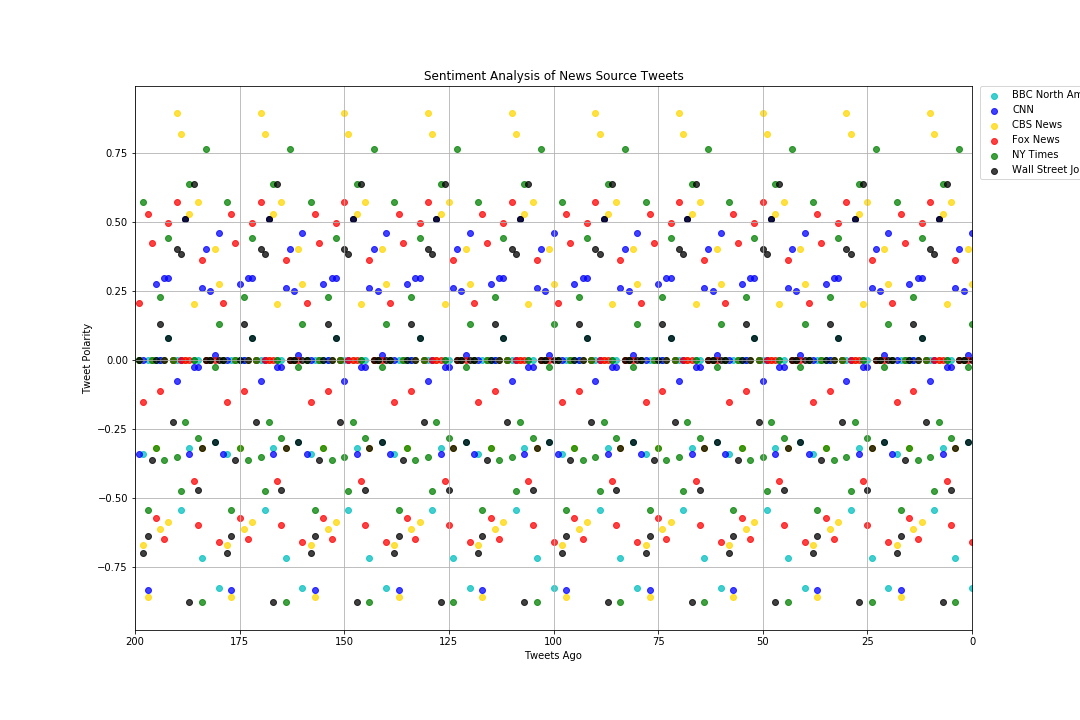 Sentiment Analysis of News Source Tweets
BBC North Am
CNN
CBS News
Fox News
NY Times
Wall Street Jo
Tweet Polarity
0.75
0.50
0.25
0.00
−0.25
−0.50
−0.75
200 175 150 125 100 75 50 25 0
Tweets Ago